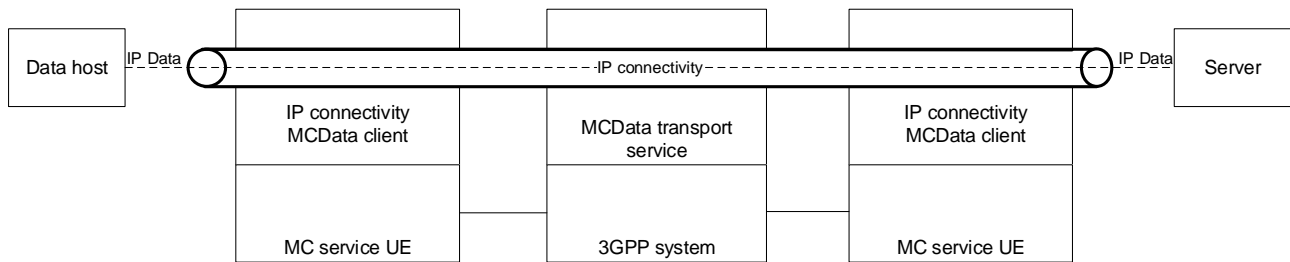 Data host
IP Data
IP connectivity
IP Data
Server
IP connectivity
MCData client
MCData transport
service
IP connectivity
MCData client
MC service UE
3GPP system
MC service UE